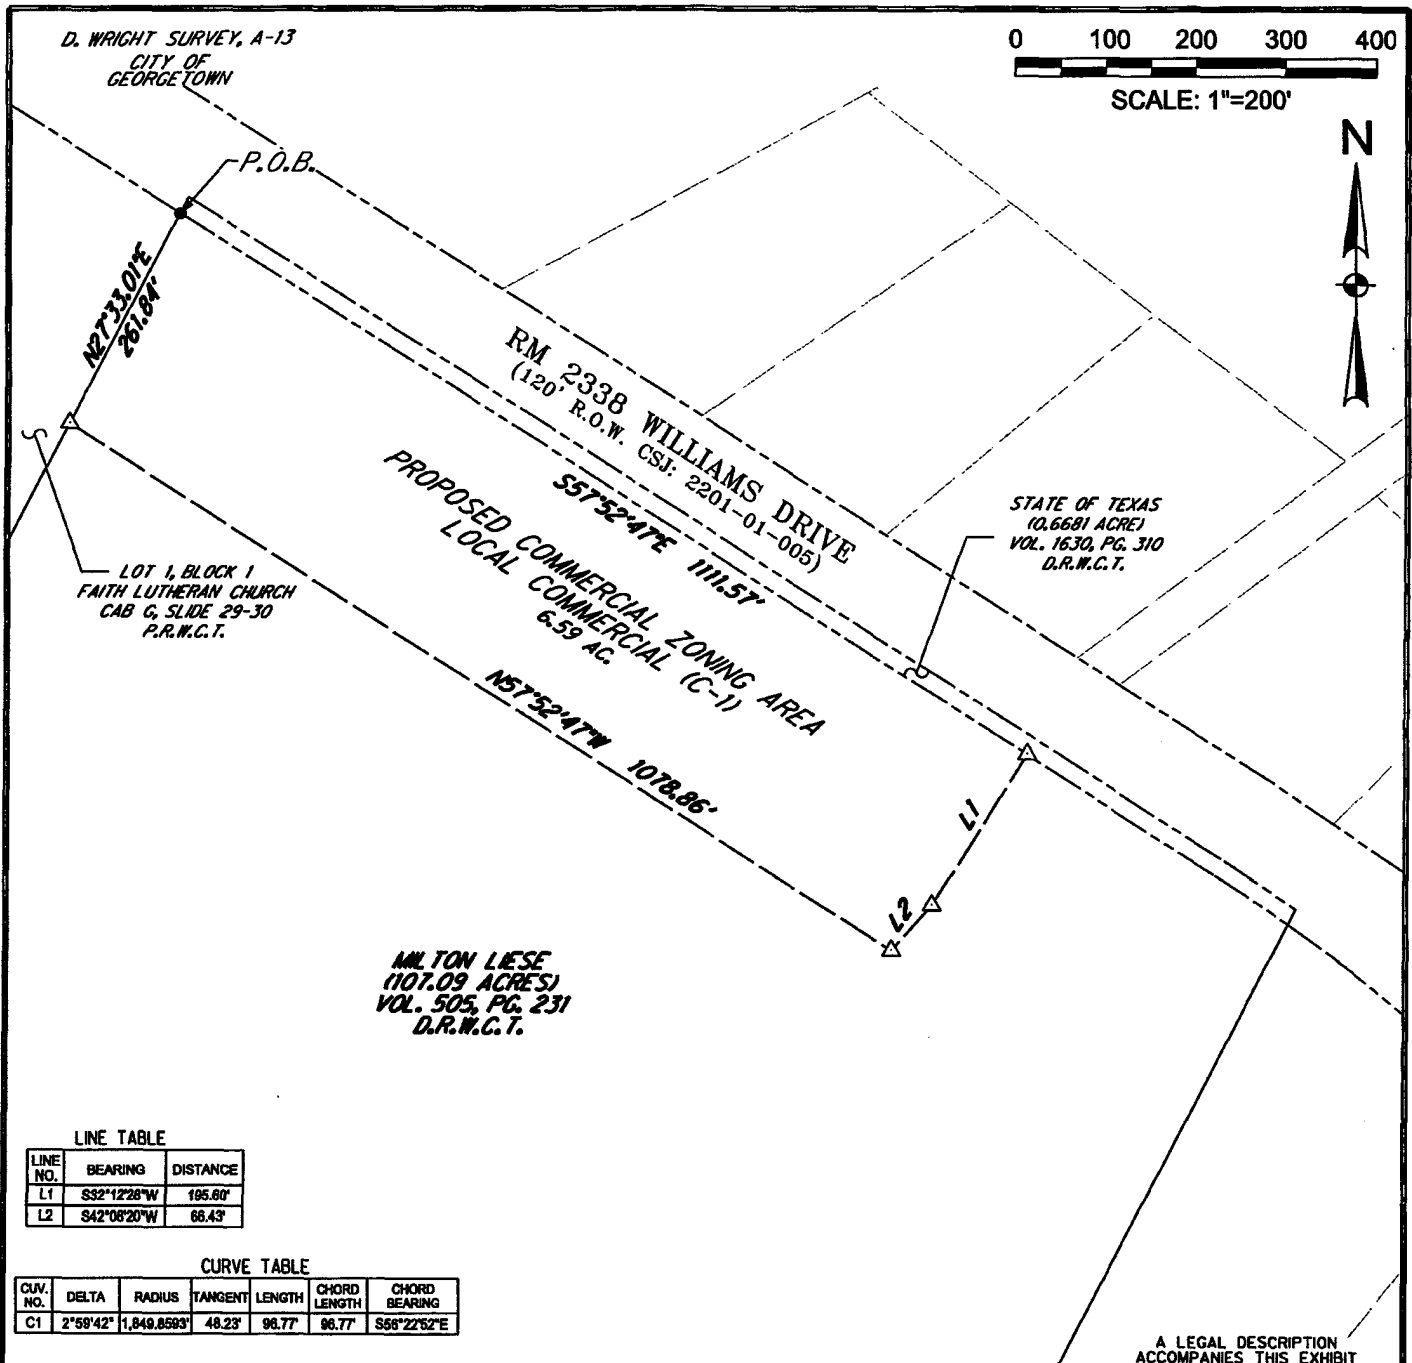 D. WRIGHT SURVEY, A-13
CITY OF
GEORGETOWN
0 100 200 300 400
SCALE: 1"=200'
N
P.O.B.
N27°33.01"E
261.84'
RM 2338 WILLIAMS DRIVE
(120' R.O.W. CSJ: 2201-01-005)
S57°52'47"E 1111.57'
PROPOSED COMMERCIAL ZONING AREA
LOCAL COMMERCIAL (C-1)
6.59 AC.
STATE OF TEXAS
(0.6681 ACRE)
VOL. 1630, PG. 310
D.R.W.C.T.
LOT 1, BLOCK 1
FAITH LUTHERAN CHURCH
CAB G, SLIDE 29-30
P.R.W.C.T.
N57°52'47"W 1078.86'
L1
L2
MILTON LIESE
(107.09 ACRES)
VOL. 505, PG. 231
D.R.W.C.T.
LINE TABLE
LINE NO. BEARING DISTANCE
L1 S32°12'28"W 195.60'
L2 S42°06'20"W 66.43'
CURVE TABLE
CUV. NO. DELTA RADIUS TANGENT LENGTH CHORD LENGTH CHORD BEARING
C1 2°59'42" 1,849.8593' 48.23' 96.77' 96.77' S56°22'52"E
A LEGAL DESCRIPTION
ACCOMPANIES THIS EXHIBIT